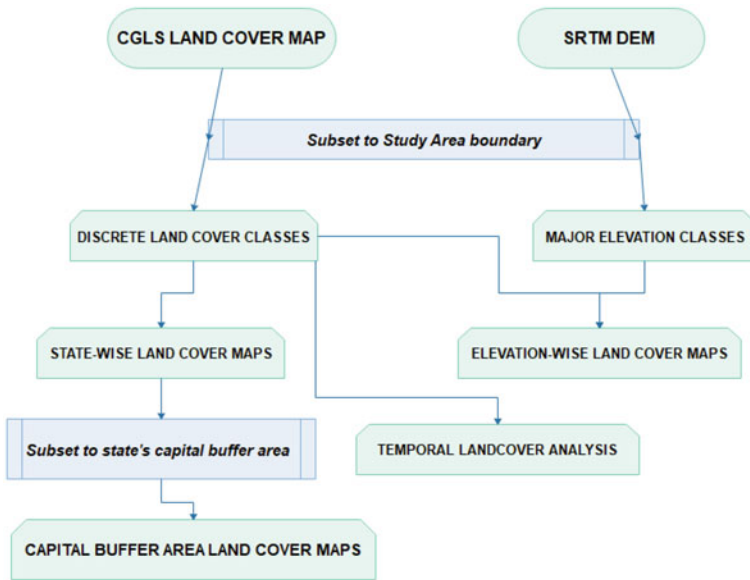 CGLS LAND COVER MAP
SRTM DEM
Subset to Study Area boundary
DISCRETE LAND COVER CLASSES
MAJOR ELEVATION CLASSES
STATE-WISE LAND COVER MAPS
ELEVATION-WISE LAND COVER MAPS
Subset to state's capital buffer area
TEMPORAL LANDCOVER ANALYSIS
CAPITAL BUFFER AREA LAND COVER MAPS